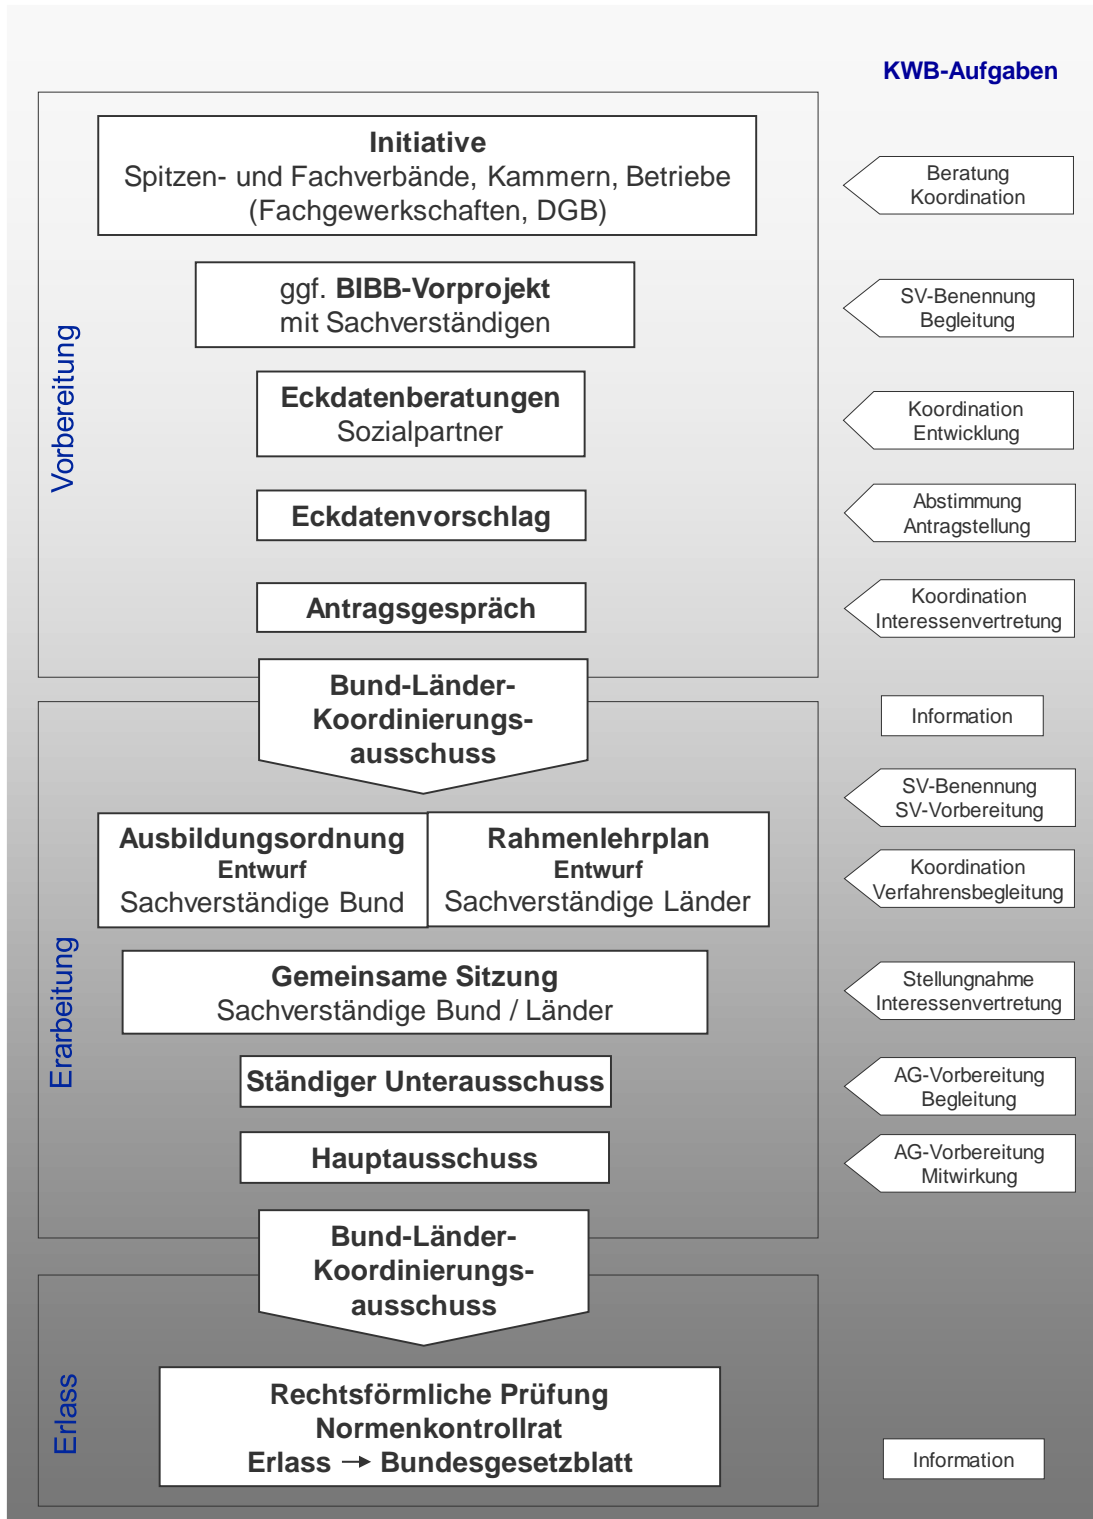 KWB-Aufgaben
Vorbereitung
Initiative
Spitzen- und Fachverbände, Kammern, Betriebe
(Fachgewerkschaften, DGB)
Beratung
Koordination
ggf. BIBB-Vorprojekt
mit Sachverständigen
SV-Benennung
Begleitung
Eckdatenberatungen
Sozialpartner
Koordination
Entwicklung
Eckdatenvorschlag
Abstimmung
Antragstellung
Antragsgespräch
Koordination
Interessenvertretung
Bund-Länder-
Koordinierungs-
ausschuss
Information
Erarbeitung
SV-Benennung
SV-Vorbereitung
Ausbildungsordnung
Entwurf
Sachverständige Bund
Rahmenlehrplan
Entwurf
Sachverständige Länder
Koordination
Verfahrensbegleitung
Gemeinsame Sitzung
Sachverständige Bund / Länder
Stellungnahme
Interessenvertretung
Ständiger Unterausschuss
AG-Vorbereitung
Begleitung
Hauptausschuss
AG-Vorbereitung
Mitwirkung
Bund-Länder-
Koordinierungs-
ausschuss
Erlass
Rechtsförmliche Prüfung
Normenkontrollrat
Erlass → Bundesgesetzblatt
Information